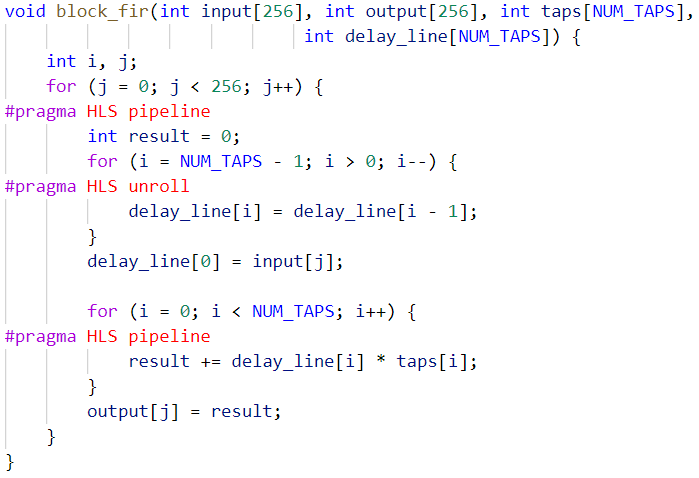 void block_fir(int input[256], int output[256], int taps[NUM_TAPS],
int delay_line[NUM_TAPS]) {
int i, j;
for (j = 0; j < 256; j++) {
#pragma HLS pipeline
int result = 0;
for (i = NUM_TAPS - 1; i > 0; i--) {
#pragma HLS unroll
delay_line[i] = delay_line[i - 1];
}
delay_line[0] = input[j];
for (i = 0; i < NUM_TAPS; i++) {
#pragma HLS pipeline
result += delay_line[i] * taps[i];
}
output[j] = result;
}
}